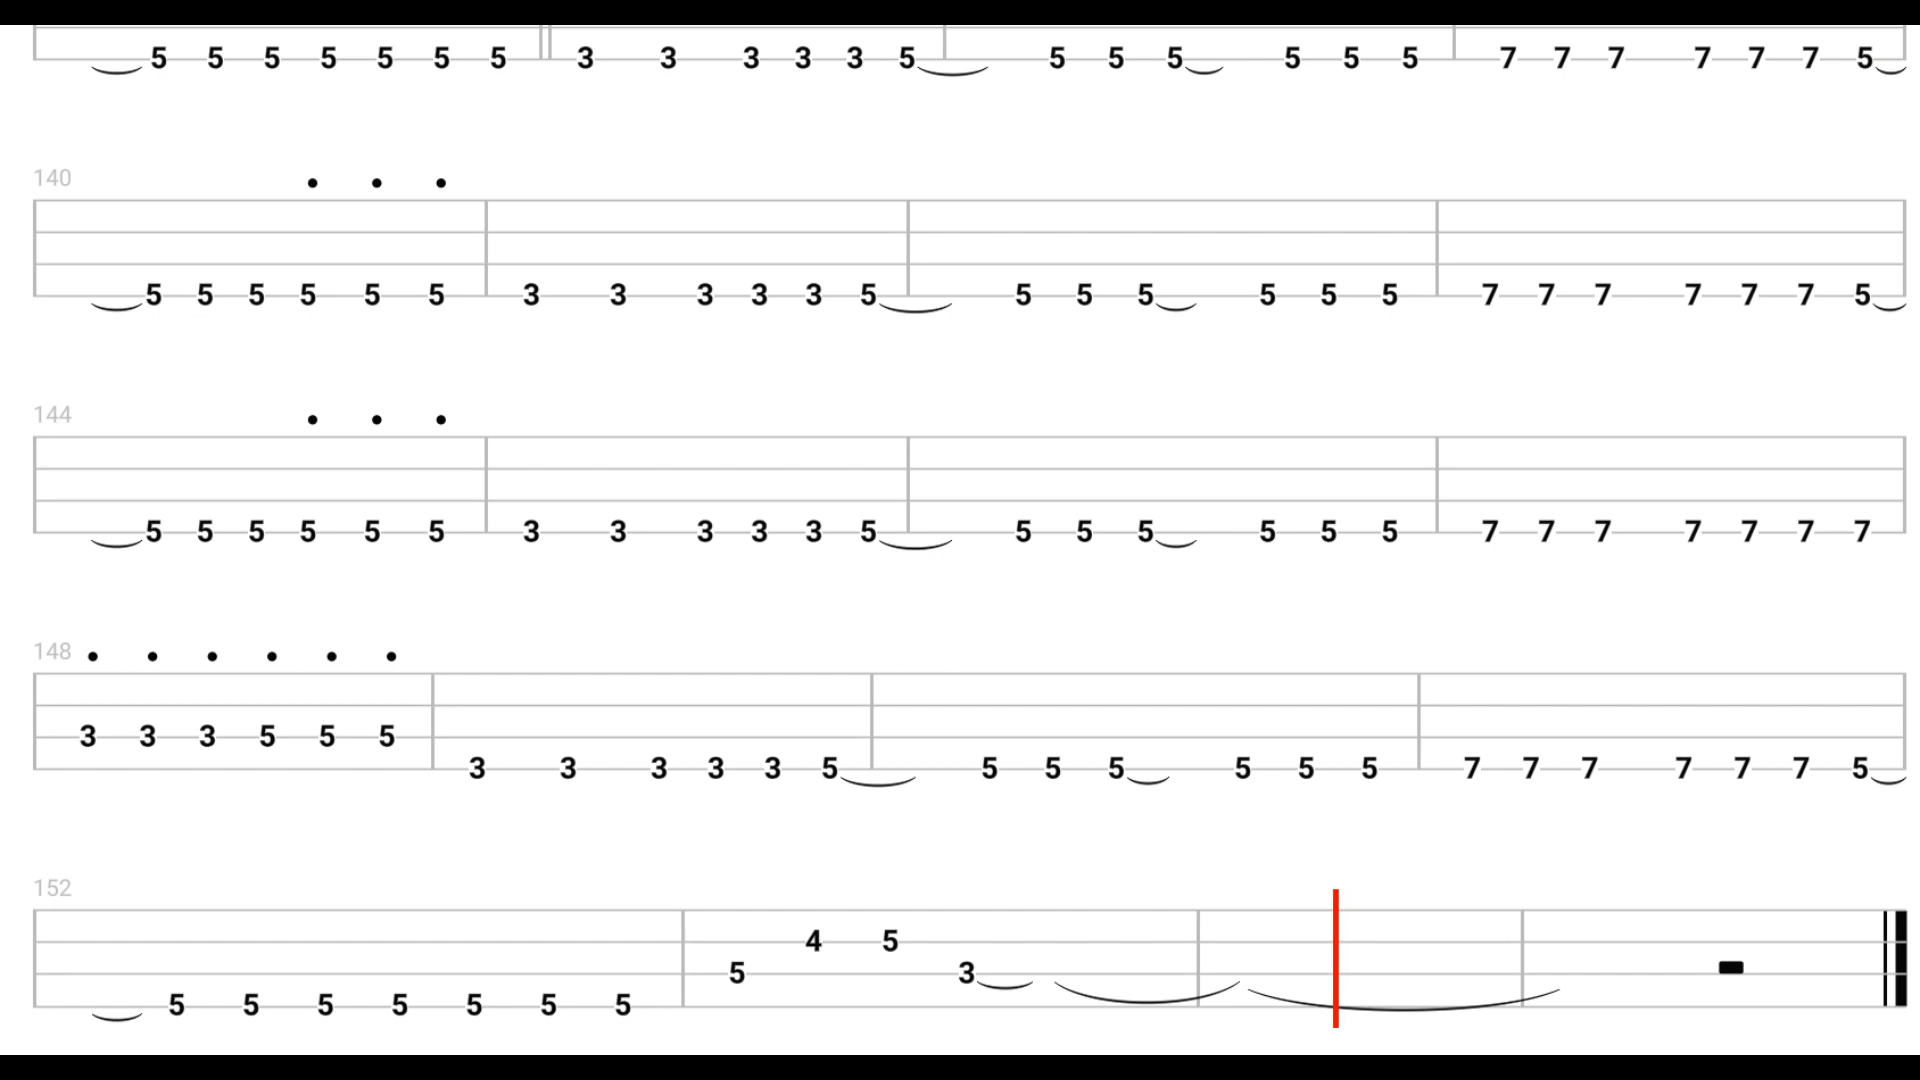 5 5 5 5 5 5 5 3 3 3 3 3 5 5 5 5 5 5 5 7 7 7 7 7 7 5
140
5 5 5 5 5 5 3 3 3 3 3 5 5 5 5 5 5 5 7 7 7 7 7 7 5
144
5 5 5 5 5 5 3 3 3 3 3 5 5 5 5 5 5 5 7 7 7 7 7 7 7
148
3 3 3 5 5 5
3 3 3 3 3 5 5 5 5 5 5 5 7 7 7 7 7 7 5
152
4 5
5 3
5 5 5 5 5 5 5